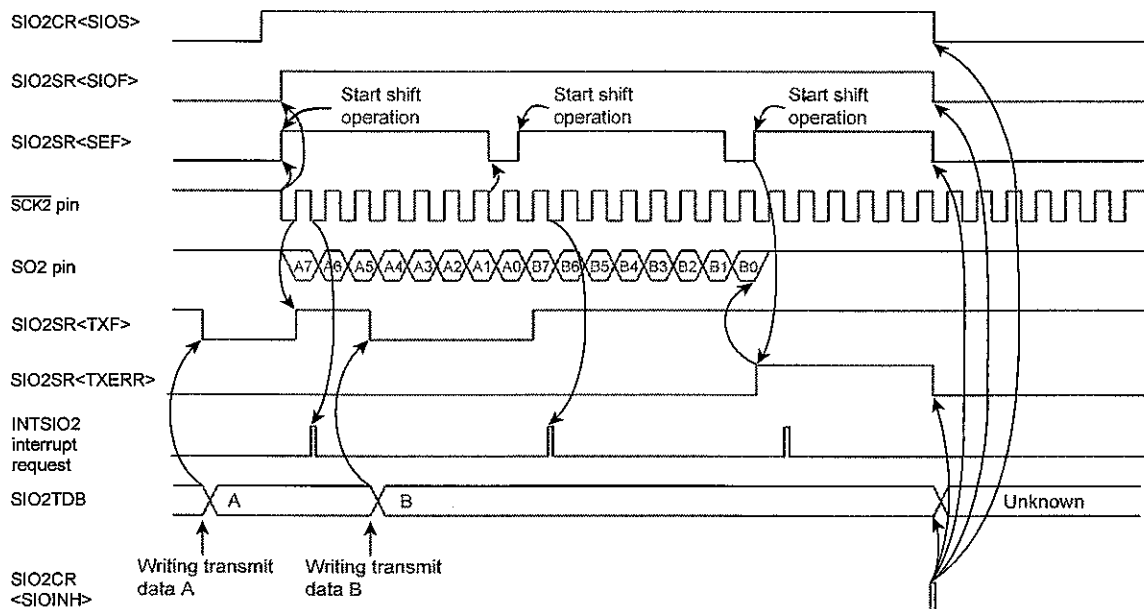 SIO2CR<SIOS>
SIO2SR<SIOF>
Start shift
operation
Start shift
operation
Start shift
operation
SIO2SR<SEF>
SCK2 pin
SO2 pin
A7 A6 A5 A4 A3 A2 A1 A0 B7 B6 B5 B4 B3 B2 B1 B0
SIO2SR<TXF>
SIO2SR<TXERR>
INTSIO2
interrupt
request
SIO2TDB
A
B
Unknown
Writing transmit
data A
Writing transmit
data B
SIO2CR
<SIOINH>